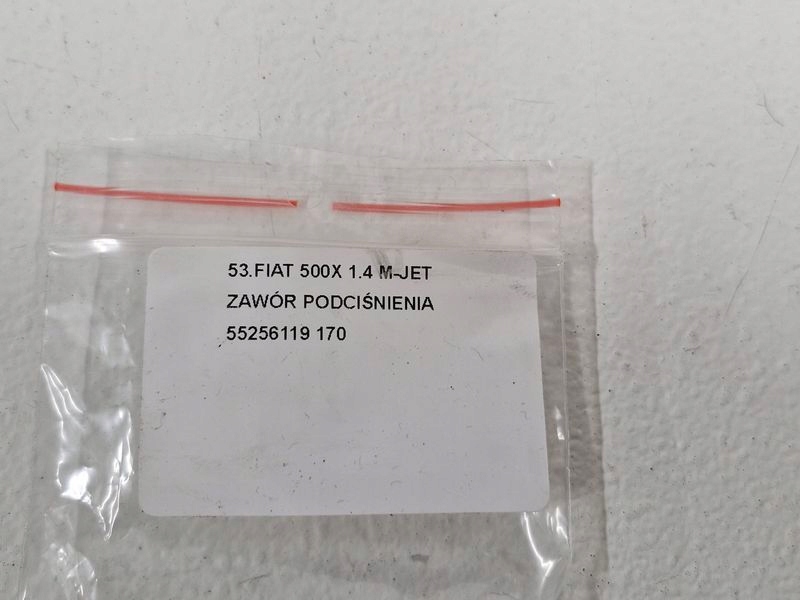 53.FIAT 500X 1.4 M-JET
ZAWÓR PODCIŚNIENIA
55256119 170